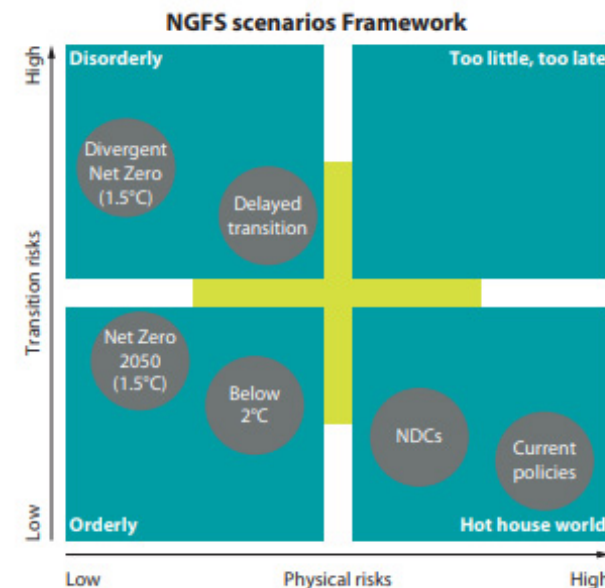 NGFS scenarios Framework
High
Transition risks
Low
Disorderly
Too little, too late
Divergent
Net Zero
(1.5°C)
Delayed
transition
Net Zero
2050
(1.5°C)
Below
2°C
NDCs
Current
policies
Orderly
Hot house world
Low
Physical risks
High